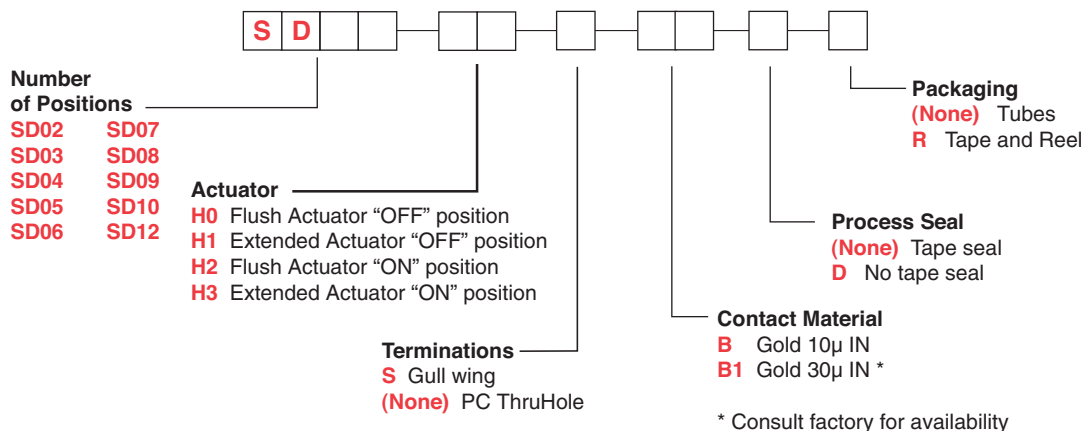 S D
Number
of Positions
SD02 SD07
SD03 SD08
SD04 SD09
SD05 SD10
SD06 SD12
Actuator
H0 Flush Actuator “OFF” position
H1 Extended Actuator “OFF” position
H2 Flush Actuator “ON” position
H3 Extended Actuator “ON” position
Terminations
S Gull wing
(None) PC ThruHole
Contact Material
B Gold 10µ IN
B1 Gold 30µ IN *
* Consult factory for availability
Process Seal
(None) Tape seal
D No tape seal
Packaging
(None) Tubes
R Tape and Reel